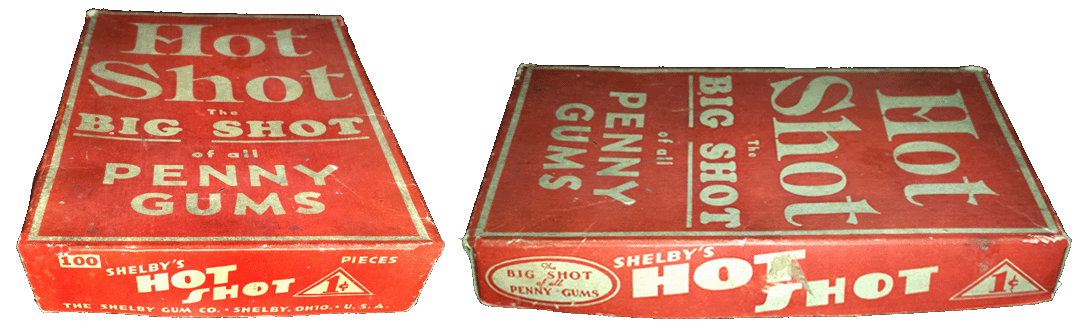 Hot
Shot
The
BIG SHOT
of all
PENNY
GUMS
100 SHELBY'S HOT SHOT PIECES
1¢
THE SHELBY GUM CO. · SHELBY, OHIO. · U.S.A.
Hot
Shot
The
BIG SHOT
of all
PENNY
GUMS
The
BIG SHOT
of all
PENNY GUMS
SHELBY'S
HOT SHOT
1¢